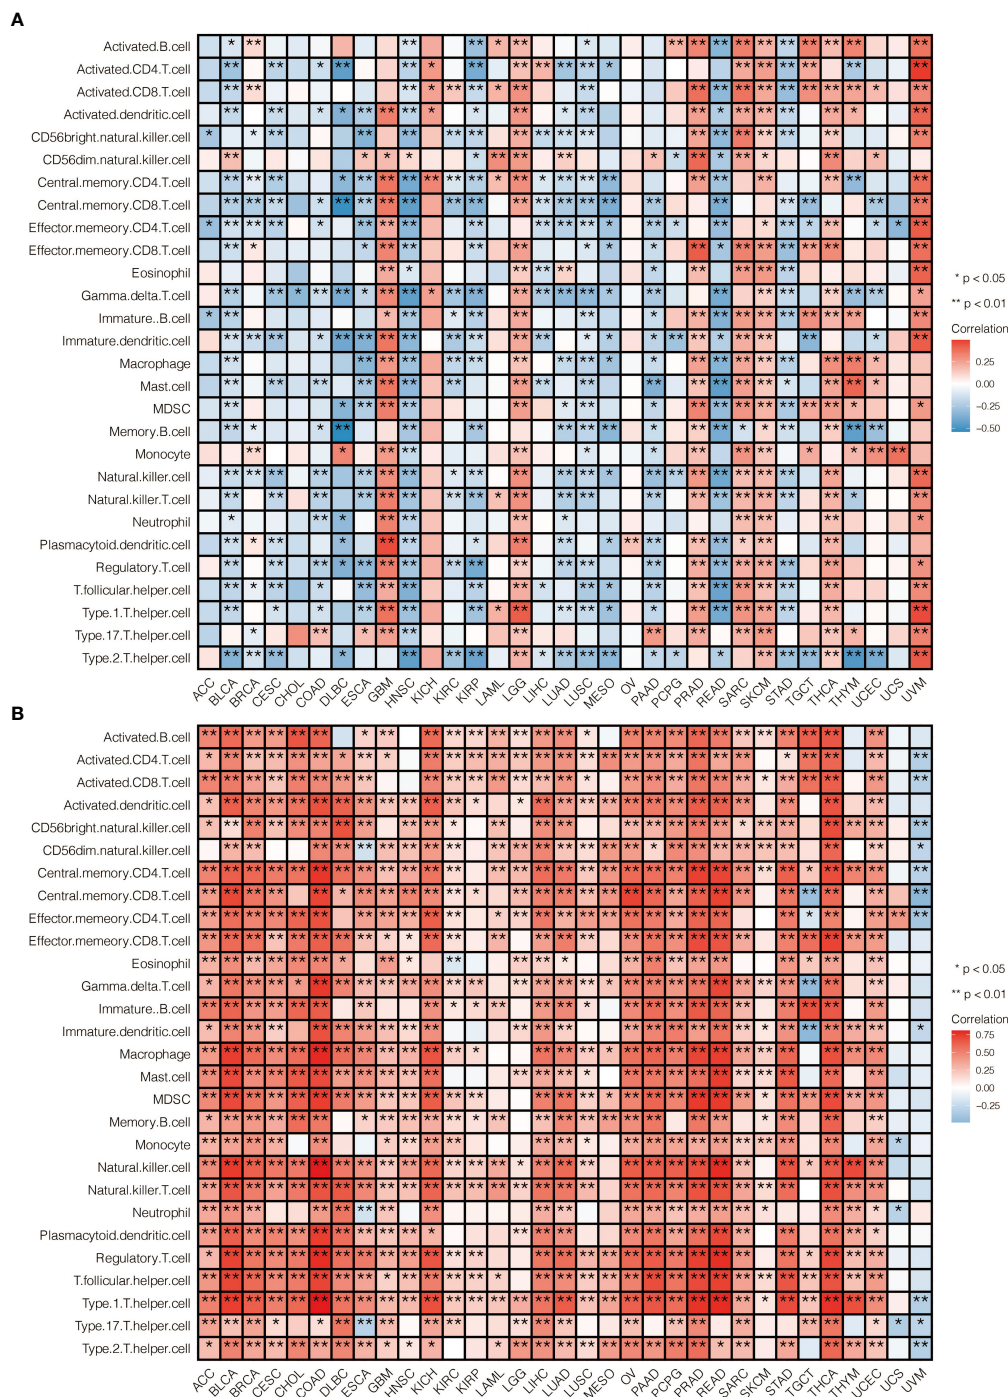 A
Activated.B.cell
Activated.CD4.T.cell
Activated.CD8.T.cell
Activated.dendritic.cell
CD56bright.natural.killer.cell
CD56dim.natural.killer.cell
Central.memory.CD4.T.cell
Central.memory.CD8.T.cell
Effector.memeory.CD4.T.cell
Effector.memeory.CD8.T.cell
Eosinophil
Gamma.delta.T.cell
Immature..B.cell
Immature.dendritic.cell
Macrophage
Mast.cell
MDSC
Memory.B.cell
Monocyte
Natural.killer.cell
Natural.killer.T.cell
Neutrophil
Plasmacytoid.dendritic.cell
Regulatory.T.cell
T.follicular.helper.cell
Type.1.T.helper.cell
Type.17.T.helper.cell
Type.2.T.helper.cell
ACC BLCA BRCA CESC CHOL COAD DLBC ESCA GBM HNSC KICH KIRC KIRP LAML LGG LIHC LUAD LUSC MESO OV PAAD PCPG PRAD READ SARC SKCM STAD TGCT THCA THYM UCEC UCS UVM
* p < 0.05
** p < 0.01
Correlation
0.25
0.00
−0.25
−0.50
B
Activated.B.cell
Activated.CD4.T.cell
Activated.CD8.T.cell
Activated.dendritic.cell
CD56bright.natural.killer.cell
CD56dim.natural.killer.cell
Central.memory.CD4.T.cell
Central.memory.CD8.T.cell
Effector.memeory.CD4.T.cell
Effector.memeory.CD8.T.cell
Eosinophil
Gamma.delta.T.cell
Immature..B.cell
Immature.dendritic.cell
Macrophage
Mast.cell
MDSC
Memory.B.cell
Monocyte
Natural.killer.cell
Natural.killer.T.cell
Neutrophil
Plasmacytoid.dendritic.cell
Regulatory.T.cell
T.follicular.helper.cell
Type.1.T.helper.cell
Type.17.T.helper.cell
Type.2.T.helper.cell
ACC BLCA BRCA CESC CHOL COAD DLBC ESCA GBM HNSC KICH KIRC KIRP LAML LGG LIHC LUAD LUSC MESO OV PAAD PCPG PRAD READ SARC SKCM STAD TGCT THCA THYM UCEC UCS UVM
* p < 0.05
** p < 0.01
Correlation
0.75
0.50
0.25
0.00
−0.25